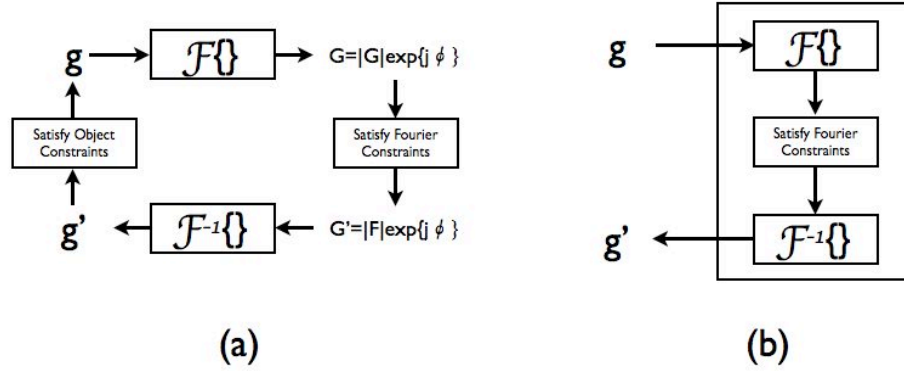 g
ℱ{}
G=|G|exp{j ϕ }
Satisfy Object
Constraints
Satisfy Fourier
Constraints
g'
ℱ-1{}
G'=|F|exp{j ϕ }
(a)
g
ℱ{}
Satisfy Fourier
Constraints
g'
ℱ-1{}
(b)